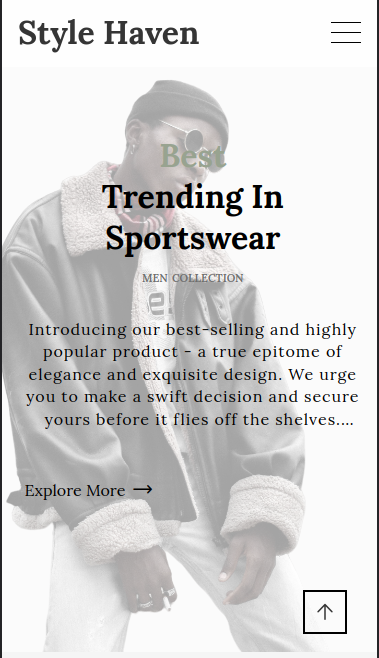 Style Haven
Best
Trending In
Sportswear
MEN COLLECTION
e.
Introducing our best-selling and highly
popular product - a true epitome of
elegance and exquisite design. We urge
you to make a swift decision and secure
yours before it flies off the shelves....
Explore More